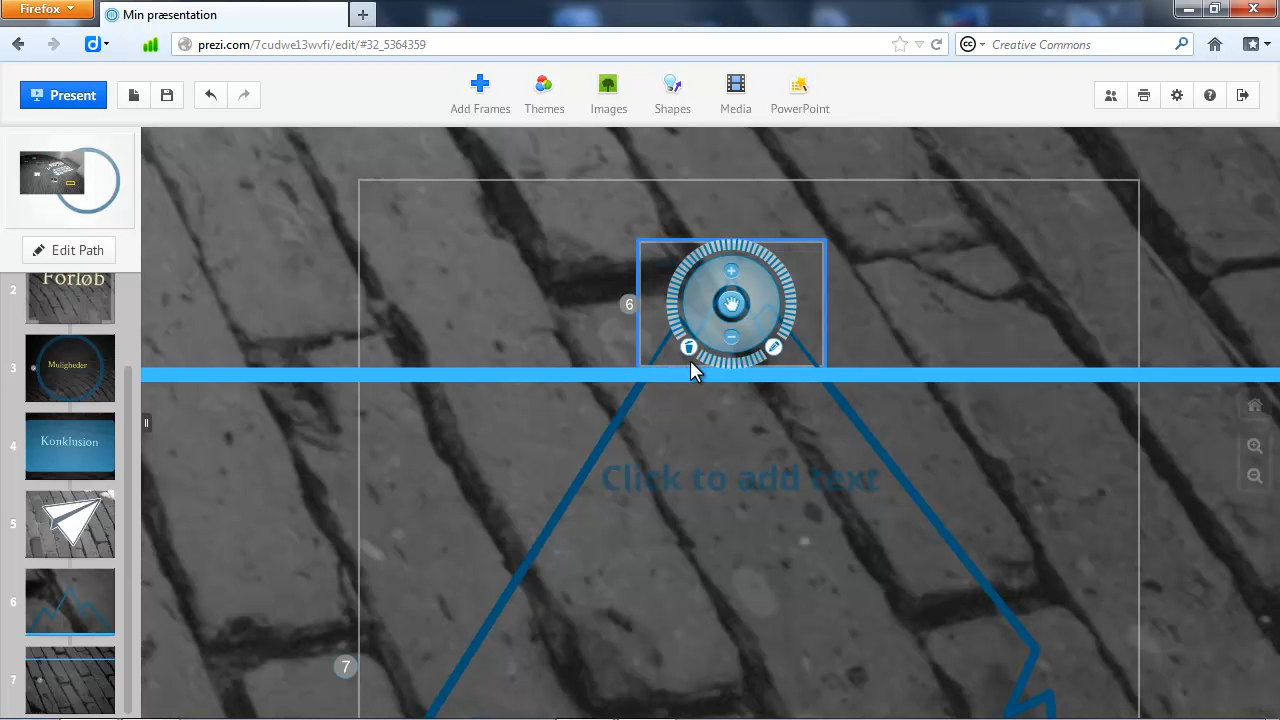 Firefox
Min præsentation
prezi.com/7cudwe13wvfi/edit/#32_5364359
Creative Commons
Present
Add Frames
Themes
Images
Shapes
Media
PowerPoint
Edit Path
2
Forløb
3
Muligheder
4
Konklusion
5
6
7
6
Click to add text
7